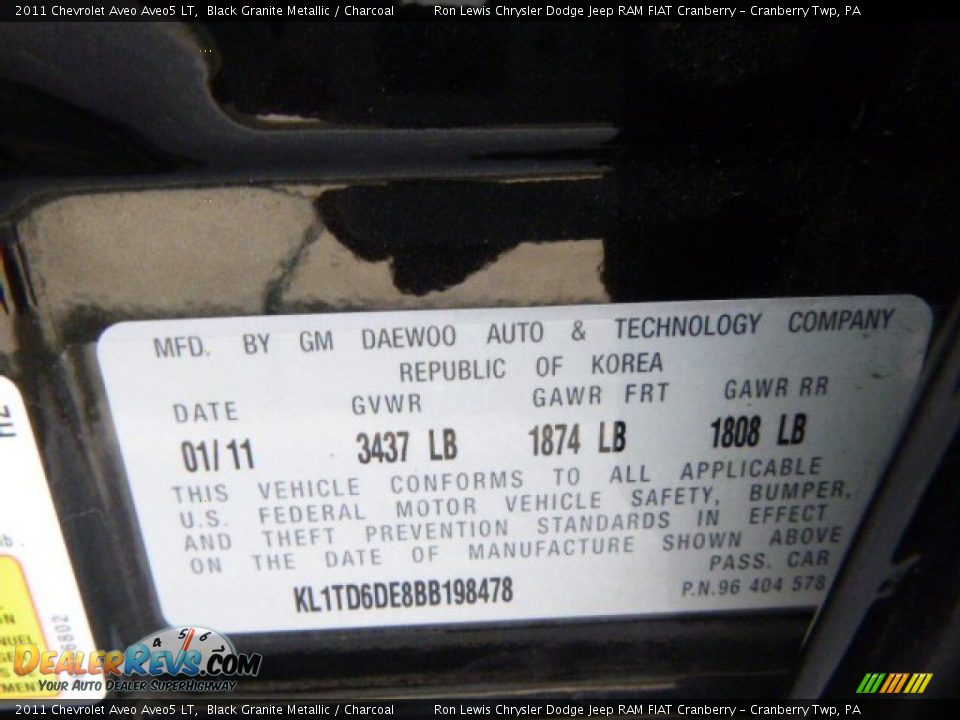 2011 Chevrolet Aveo Aveo5 LT, Black Granite Metallic / Charcoal Ron Lewis Chrysler Dodge Jeep RAM FIAT Cranberry - Cranberry Twp, PA
MFD. BY GM DAEWOO AUTO & TECHNOLOGY COMPANY
REPUBLIC OF KOREA
DATE GVWR GAWR FRT GAWR RR
01/11 3437 LB 1874 LB 1808 LB
THIS VEHICLE CONFORMS TO ALL APPLICABLE
U.S. FEDERAL MOTOR VEHICLE SAFETY, BUMPER,
AND THEFT PREVENTION STANDARDS IN EFFECT
ON THE DATE OF MANUFACTURE SHOWN ABOVE
PASS. CAR
KL1TD6DE8BB198478 P.N.96 404 578
6802
4 5 6
DealerRevs.com
Your Auto Dealer SuperHighway
2011 Chevrolet Aveo Aveo5 LT, Black Granite Metallic / Charcoal Ron Lewis Chrysler Dodge Jeep RAM FIAT Cranberry - Cranberry Twp, PA